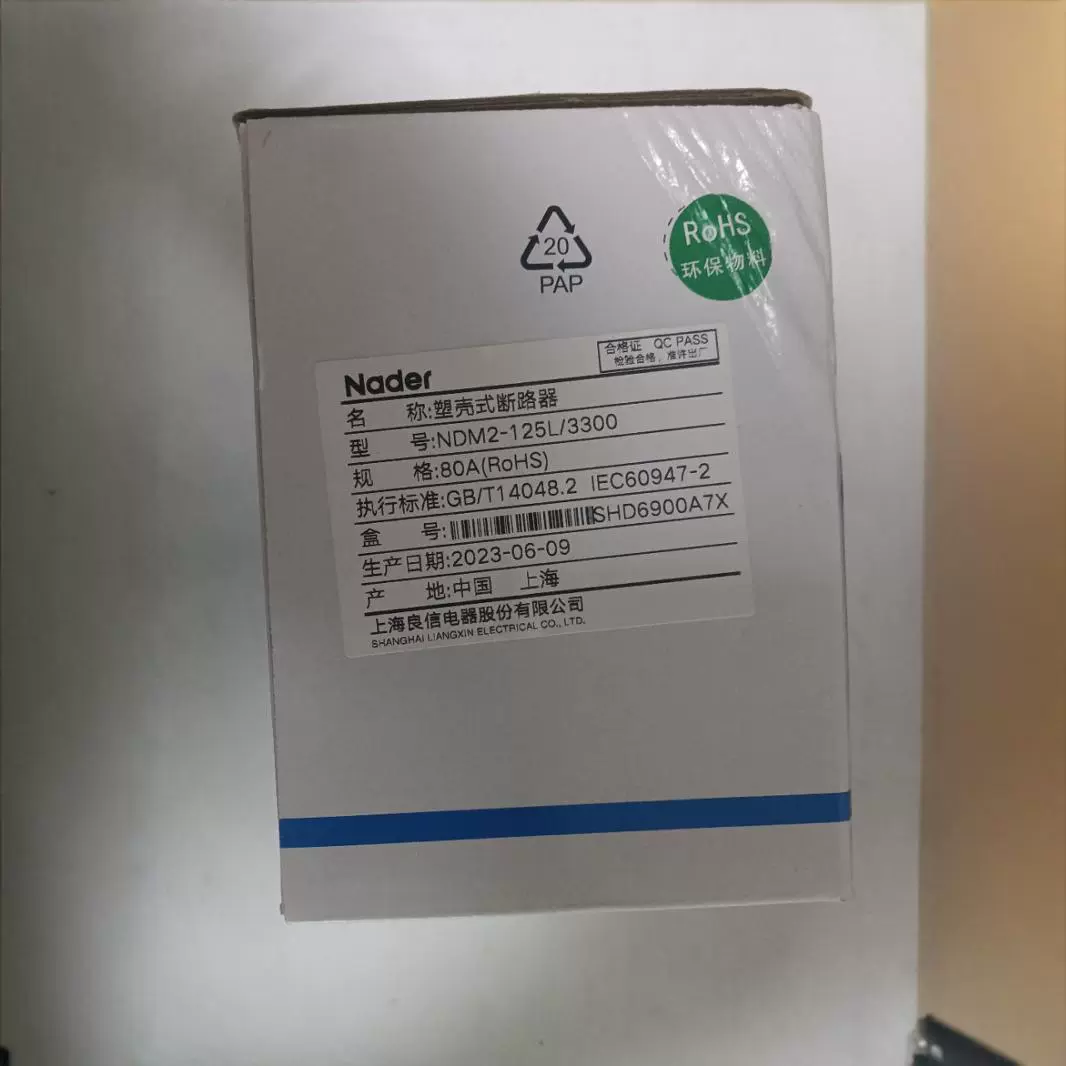 20
PAP
RoHS
环保物料
合格证 QC PASS
检验合格，准许出厂
Nader
名 称:塑壳式断路器
型 号:NDM2-125L/3300
规 格:80A(RoHS)
执行标准:GB/T14048.2 IEC60947-2
盒 号:SHD6900A7X
生产日期:2023-06-09
产 地:中国 上海
上海良信电器股份有限公司
SHANGHAI LIANGXIN ELECTRICAL CO., LTD.